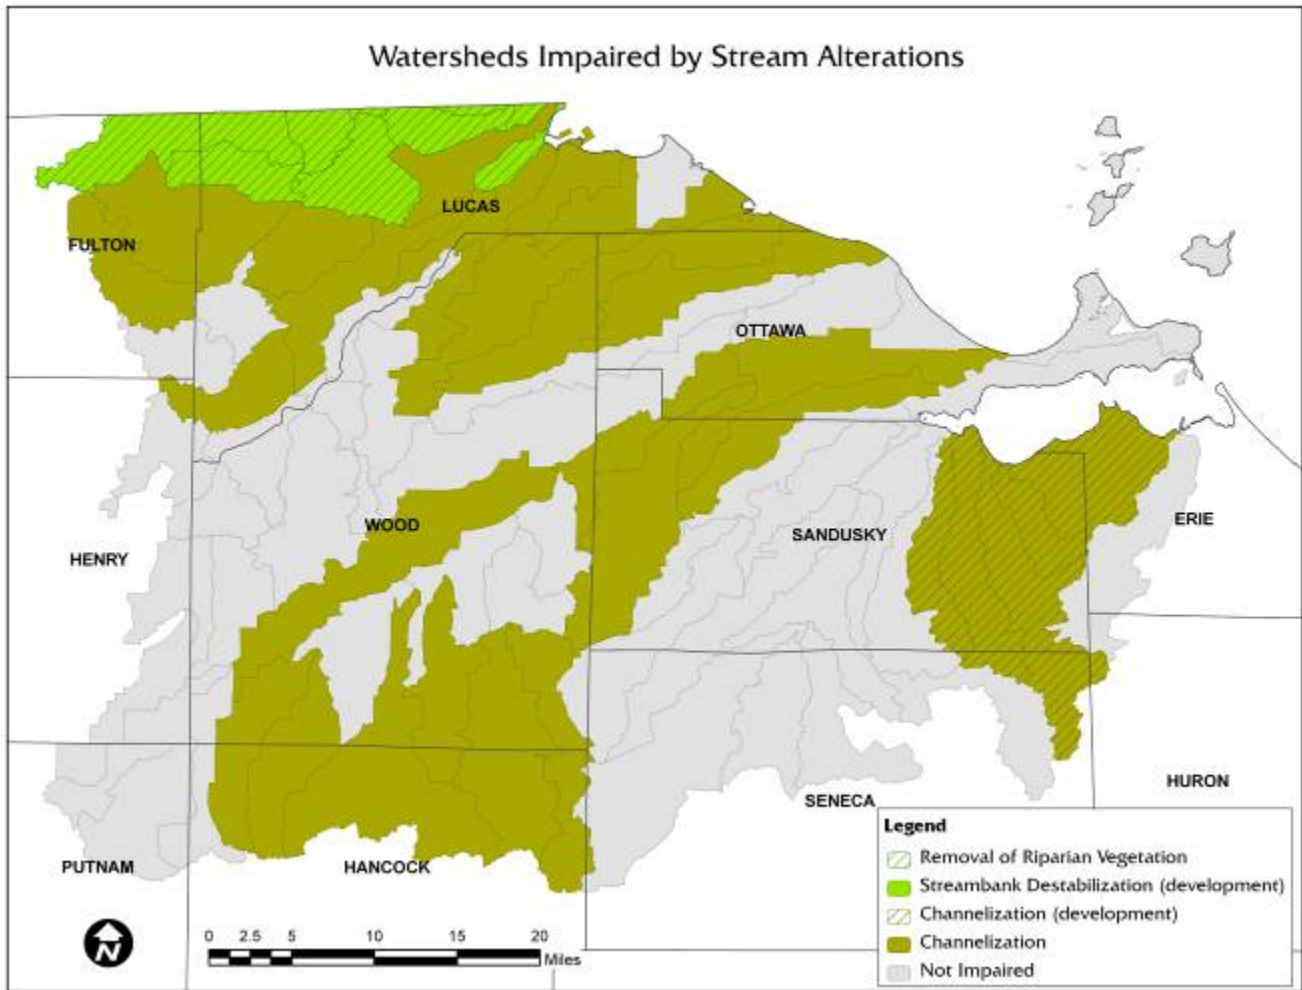 Watersheds Impaired by Stream Alterations
LUCAS
FULTON
OTTAWA
WOOD
SANDUSKY
ERIE
HENRY
HURON
SENECA
PUTNAM
HANCOCK
Legend
Removal of Riparian Vegetation
Streambank Destabilization (development)
Channelization (development)
Channelization
Not Impaired
N
0 2.5 5 10 15 20
Miles